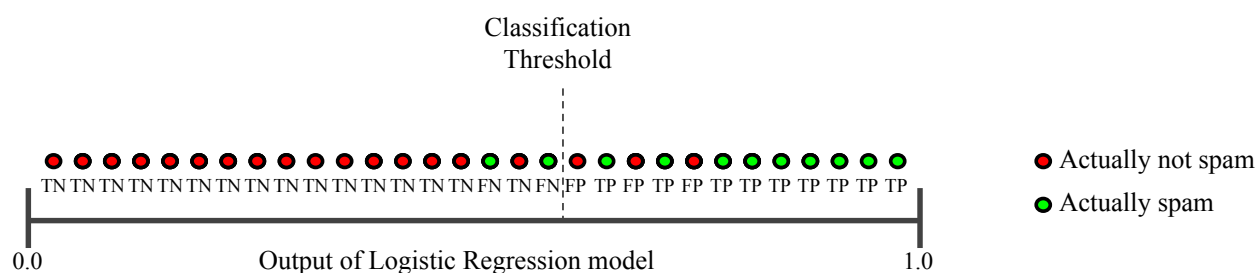 Classification
Threshold
Actually not spam
TN TN TN TN TN TN TN TN TN TN TN TN TN TN TN FN TN FN FP TP FP TP FP TP TP TP TP TP TP TP
Actually spam
0.0 Output of Logistic Regression model 1.0